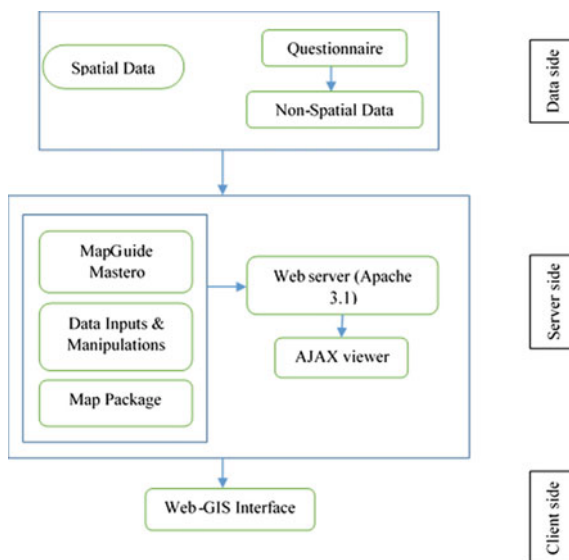 Spatial Data
Questionnaire
Non-Spatial Data
Data side
MapGuide
Mastero
Data Inputs &
Manipulations
Map Package
Web server (Apache
3.1)
AJAX viewer
Server side
Web-GIS Interface
Client side